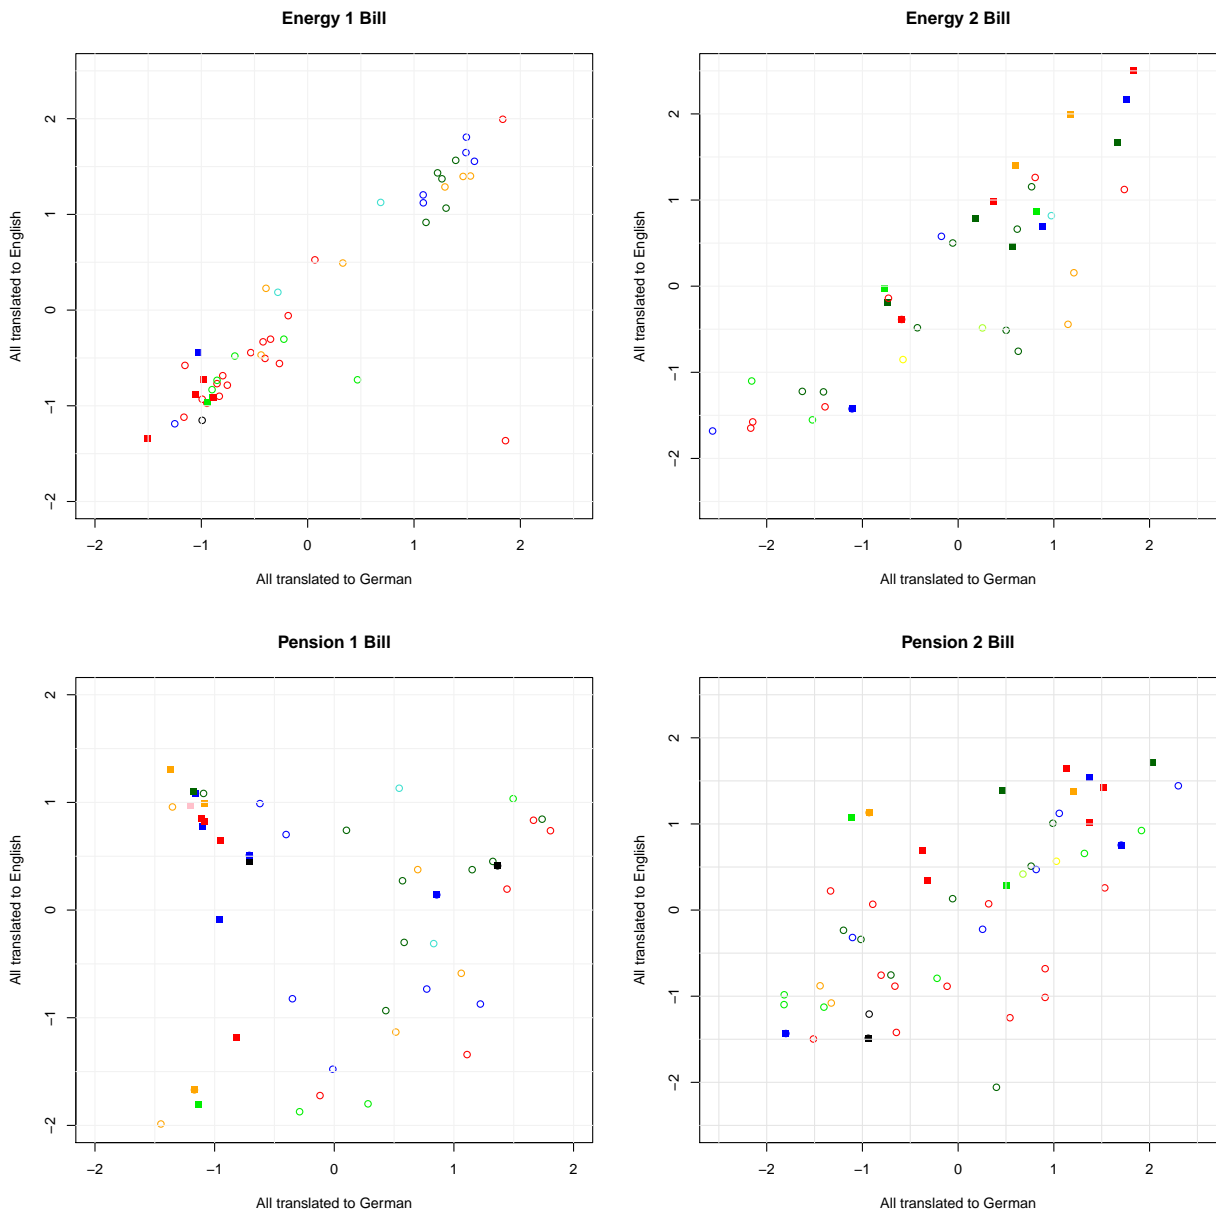 Energy 1 Bill
All translated to English
2
1
0
−1
−2
−2 −1 0 1 2
All translated to German
Energy 2 Bill
All translated to English
2
1
0
−1
−2
−2 −1 0 1 2
All translated to German
Pension 1 Bill
All translated to English
2
1
0
−1
−2
−2 −1 0 1 2
All translated to German
Pension 2 Bill
All translated to English
2
1
0
−1
−2
−2 −1 0 1 2
All translated to German